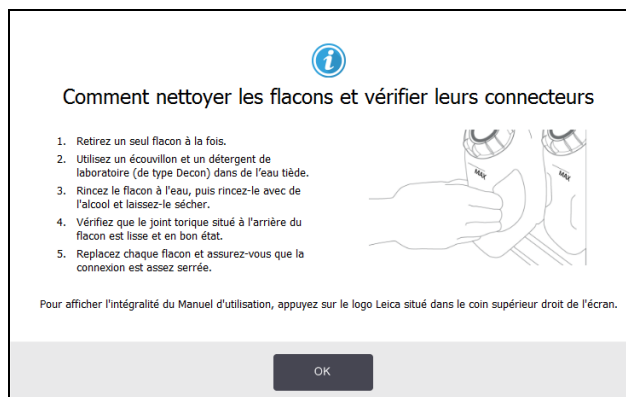 Comment nettoyer les flacons et vérifier leurs connecteurs
1. Retirez un seul flacon à la fois.
2. Utilisez un écouvillon et un détergent de
laboratoire (de type Decon) dans de l'eau tiède.
3. Rincez le flacon à l'eau, puis rincez-le avec de
l'alcool et laissez-le sécher.
4. Vérifiez que le joint torique situé à l'arrière du
flacon est lisse et en bon état.
5. Replacez chaque flacon et assurez-vous que la
connexion est assez serrée.
MAX
MAX
Pour afficher l'intégralité du Manuel d'utilisation, appuyez sur le logo Leica situé dans le coin supérieur droit de l'écran.
OK